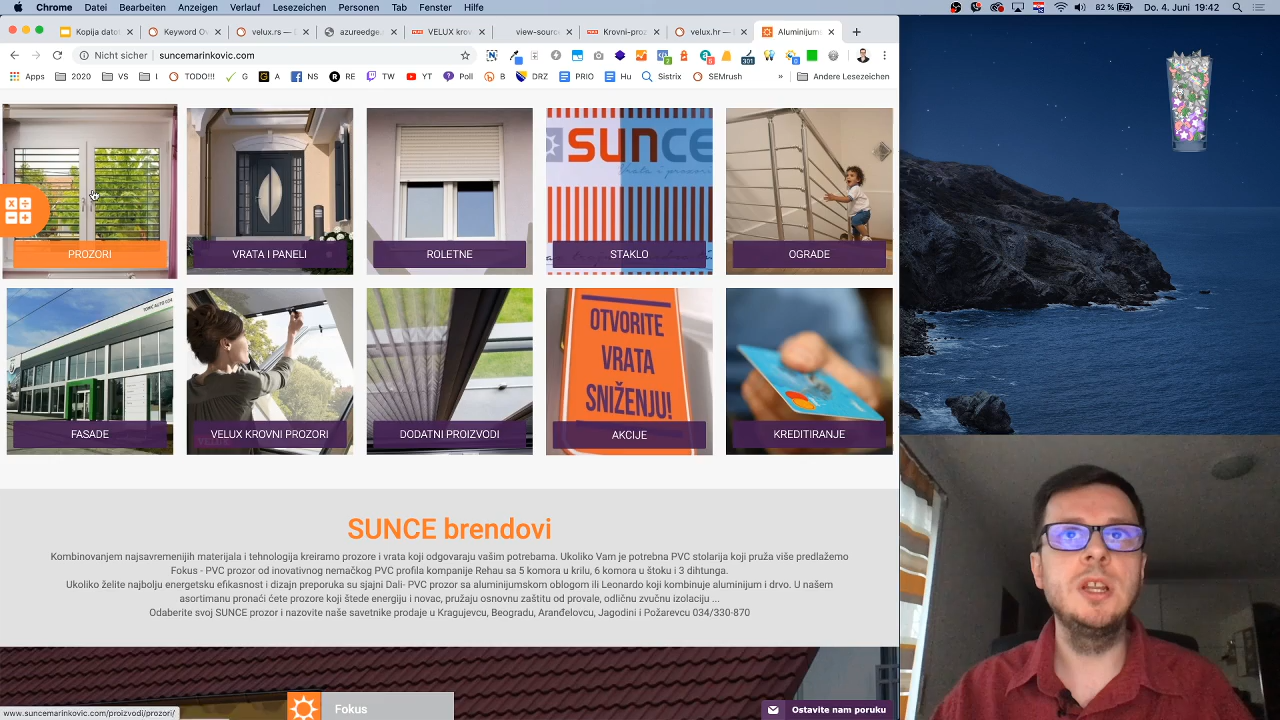 Chrome Datei Bearbeiten Anzeigen Verlauf Lesezeichen Personen Tab Fenster Hilfe 82 % Do. 4. Juni 19:42
Kopija dato Keyword O velux.rs — azureedge. VELUX krov view-source Krovni-proz velux.hr — Aluminijum
Nicht sicher suncemarinkovic.com
Apps 2020 VS I TODO!!! G A NS RE TW YT Poll B DRZ PRIO Hu Sistrix SEMrush » Andere Lesezeichen
SUNCE
Vrata i prozori
PROZORI VRATA I PANELI ROLETNE STAKLO OGRADE
OTVORITE
VRATA
SNIŽENJU!
FASADE VELUX KROVNI PROZORI DODATNI PROIZVODI AKCIJE KREDITIRANJE
SUNCE brendovi
Kombinovanjem najsavremenijih materijala i tehnologija kreiramo prozore i vrata koji odgovaraju vašim potrebama. Ukoliko Vam je potrebna PVC stolarija koji pruža više predlažemo
Fokus - PVC prozor od inovativnog nemačkog PVC profila kompanije Rehau sa 5 komora u krilu, 6 komora u štoku i 3 dihtunga.
Ukoliko želite najbolju energetsku efikasnost i dizajn preporuka su sjajni Dali- PVC prozor sa aluminijumskom oblogom ili Leonardo koji kombinuje aluminijum i drvo. U našem
asortimanu pronaći ćete prozore koji štede energiju i novac, pružaju osnovnu zaštitu od provale, odličnu zvučnu izolaciju ...
Odaberite svoj SUNCE prozor i nazovite naše savetnike prodaje u Kragujevcu, Beogradu, Aranđelovcu, Jagodini i Požarevcu 034/330-870
Fokus
www.suncemarinkovic.com/proizvodi/prozori/
Ostavite nam poruku